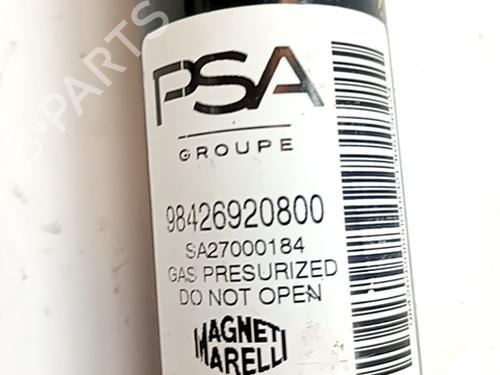 PSA
GROUPE
98426920800
SA27000184
GAS PRESURIZED
DO NOT OPEN
MAGNETI
MARELLI